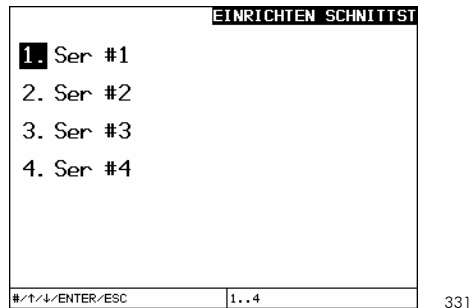 EINRICHTEN SCHNITTST
1. Ser #1
2. Ser #2
3. Ser #3
4. Ser #4
#/↑/↓/ENTER/ESC 1..4
331